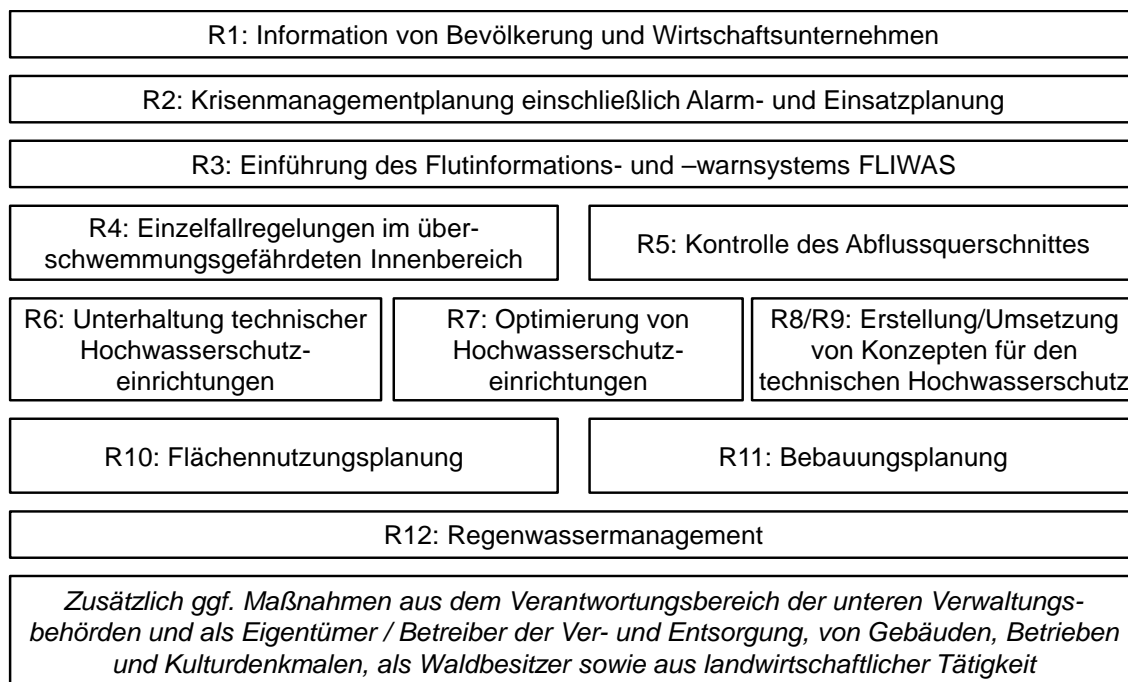 R1: Information von Bevölkerung und Wirtschaftsunternehmen
R2: Krisenmanagementplanung einschließlich Alarm- und Einsatzplanung
R3: Einführung des Flutinformations- und –warnsystems FLIWAS
R4: Einzelfallregelungen im über-
schwemmungsgefährdeten Innenbereich
R5: Kontrolle des Abflussquerschnittes
R6: Unterhaltung technischer
Hochwasserschutz-
einrichtungen
R7: Optimierung von
Hochwasserschutz-
einrichtungen
R8/R9: Erstellung/Umsetzung
von Konzepten für den
technischen Hochwasserschutz
R10: Flächennutzungsplanung
R11: Bebauungsplanung
R12: Regenwassermanagement
Zusätzlich ggf. Maßnahmen aus dem Verantwortungsbereich der unteren Verwaltungs-
behörden und als Eigentümer / Betreiber der Ver- und Entsorgung, von Gebäuden, Betrieben
und Kulturdenkmalen, als Waldbesitzer sowie aus landwirtschaftlicher Tätigkeit